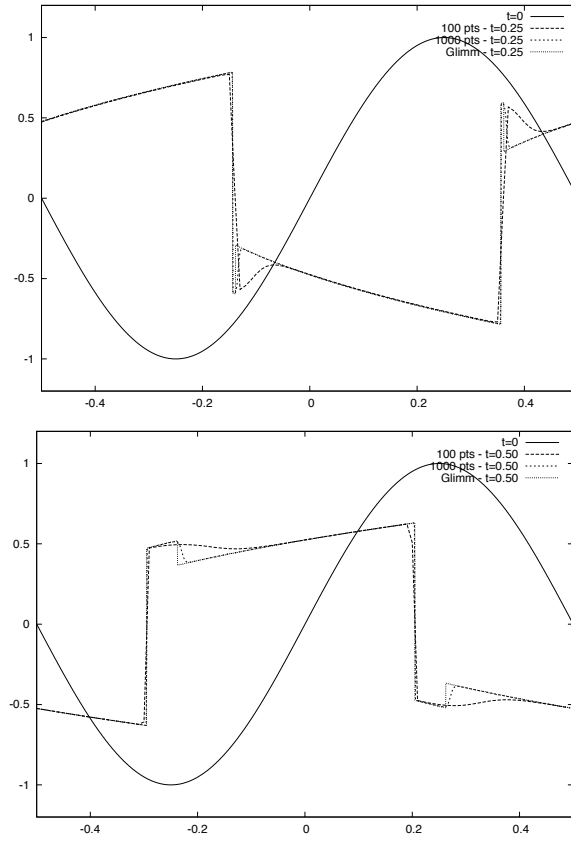 t=0
100 pts - t=0.25
1000 pts - t=0.25
Glimm - t=0.25
1
0.5
0
-0.5
-1
-0.4 -0.2 0 0.2 0.4
t=0
100 pts - t=0.50
1000 pts - t=0.50
Glimm - t=0.50
1
0.5
0
-0.5
-1
-0.4 -0.2 0 0.2 0.4